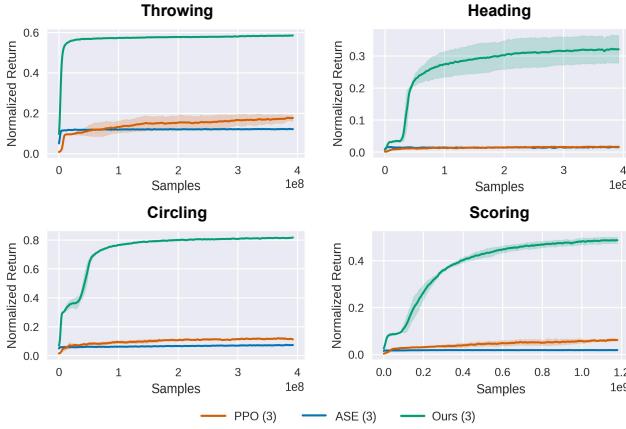 Throwing
Normalized Return
0.6
0.4
0.2
0.0
0
1
2
3
4
1e8
Samples
Heading
Normalized Return
0.3
0.2
0.1
0.0
0
1
2
3
4
1e8
Samples
Circling
Normalized Return
0.8
0.6
0.4
0.2
0.0
0
1
2
3
4
1e8
Samples
Scoring
Normalized Return
0.4
0.2
0.0
0.0
0.2
0.4
0.6
0.8
1.0
1.2
1e9
Samples
PPO (3)
ASE (3)
Ours (3)